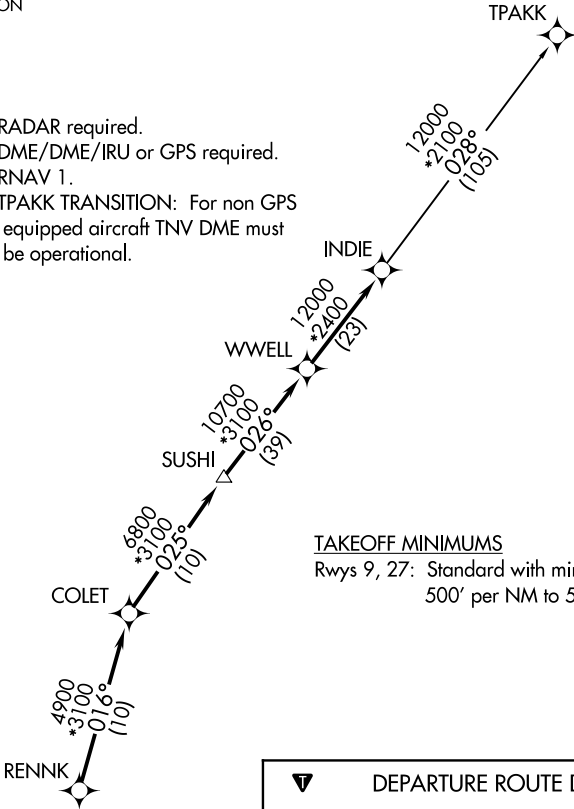 ON
TPAKK
RADAR required.
DME/DME/IRU or GPS required.
RNAV 1.
TPAKK TRANSITION: For non GPS
equipped aircraft TNV DME must
be operational.
12000
*2100
028°
(105)
INDIE
12000
*2400
(23)
WWELL
10700
*3100
026°
(39)
SUSHI
6800
*3100
025°
(10)
TAKEOFF MINIMUMS
Rwys 9, 27: Standard with min
500' per NM to 5
COLET
4900
*3100
016°
(10)
RENNK
T DEPARTURE ROUTE D